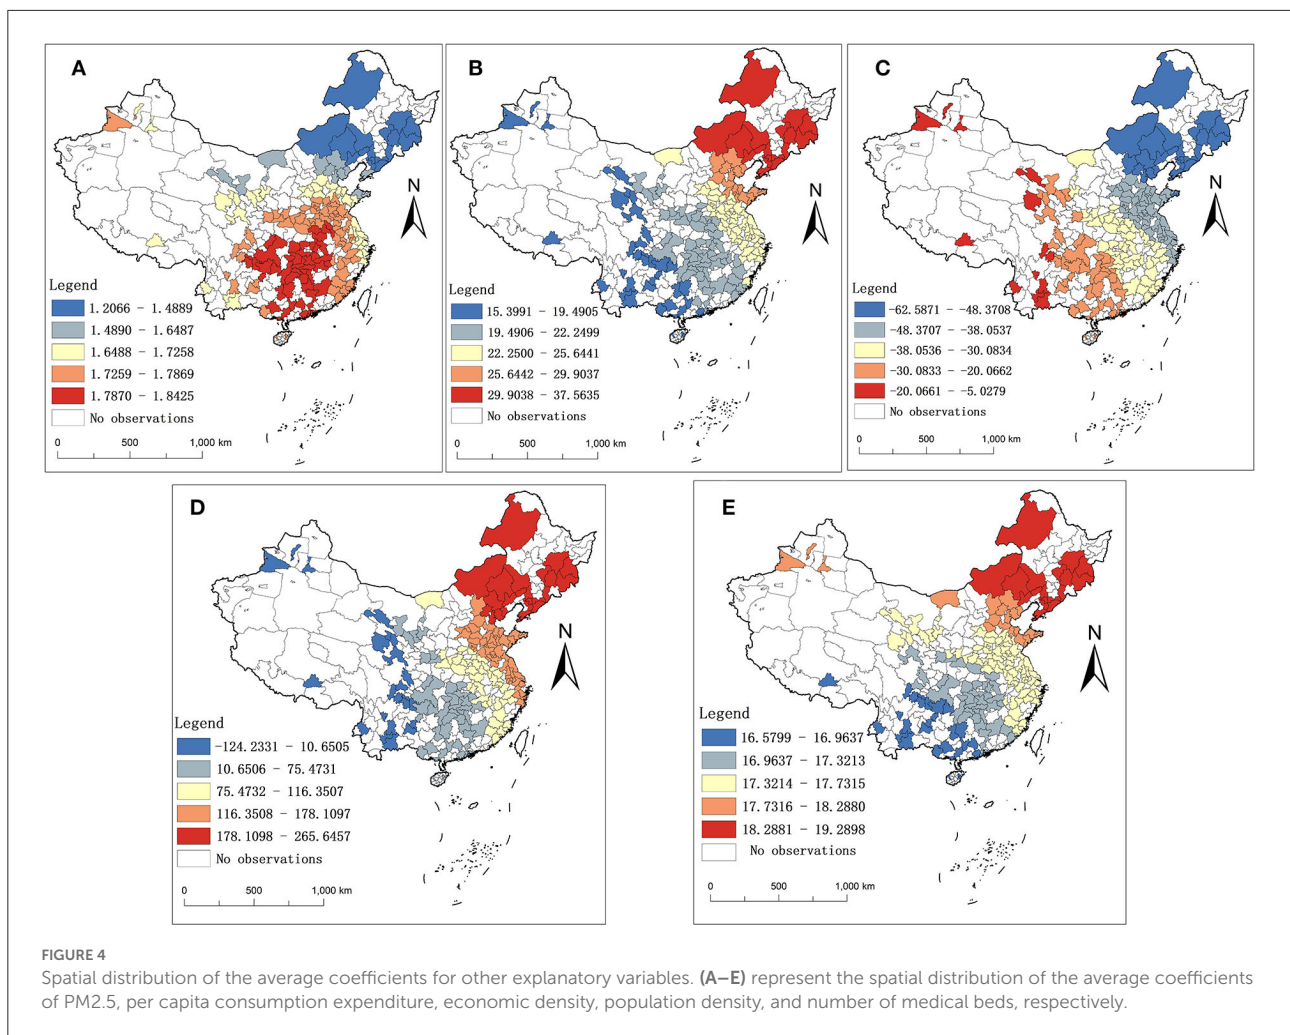 A
N
Legend
1.2066 - 1.4889
1.4890 - 1.6487
1.6488 - 1.7258
1.7259 - 1.7869
1.7870 - 1.8425
No observations
0 500 1,000 km
B
N
Legend
15.3991 - 19.4905
19.4906 - 22.2499
22.2500 - 25.6441
25.6442 - 29.9037
29.9038 - 37.5635
No observations
0 500 1,000 km
C
N
Legend
-62.5871 - -48.3708
-48.3707 - -38.0537
-38.0536 - -30.0834
-30.0833 - -20.0662
-20.0661 - -5.0279
No observations
0 500 1,000 km
D
N
Legend
-124.2331 - 10.6505
10.6506 - 75.4731
75.4732 - 116.3507
116.3508 - 178.1097
178.1098 - 265.6457
No observations
0 500 1,000 km
E
N
Legend
16.5799 - 16.9637
16.9637 - 17.3213
17.3214 - 17.7315
17.7316 - 18.2880
18.2881 - 19.2898
No observations
0 500 1,000 km
FIGURE 4
Spatial distribution of the average coefficients for other explanatory variables. (A–E) represent the spatial distribution of the average coefficients
of PM2.5, per capita consumption expenditure, economic density, population density, and number of medical beds, respectively.